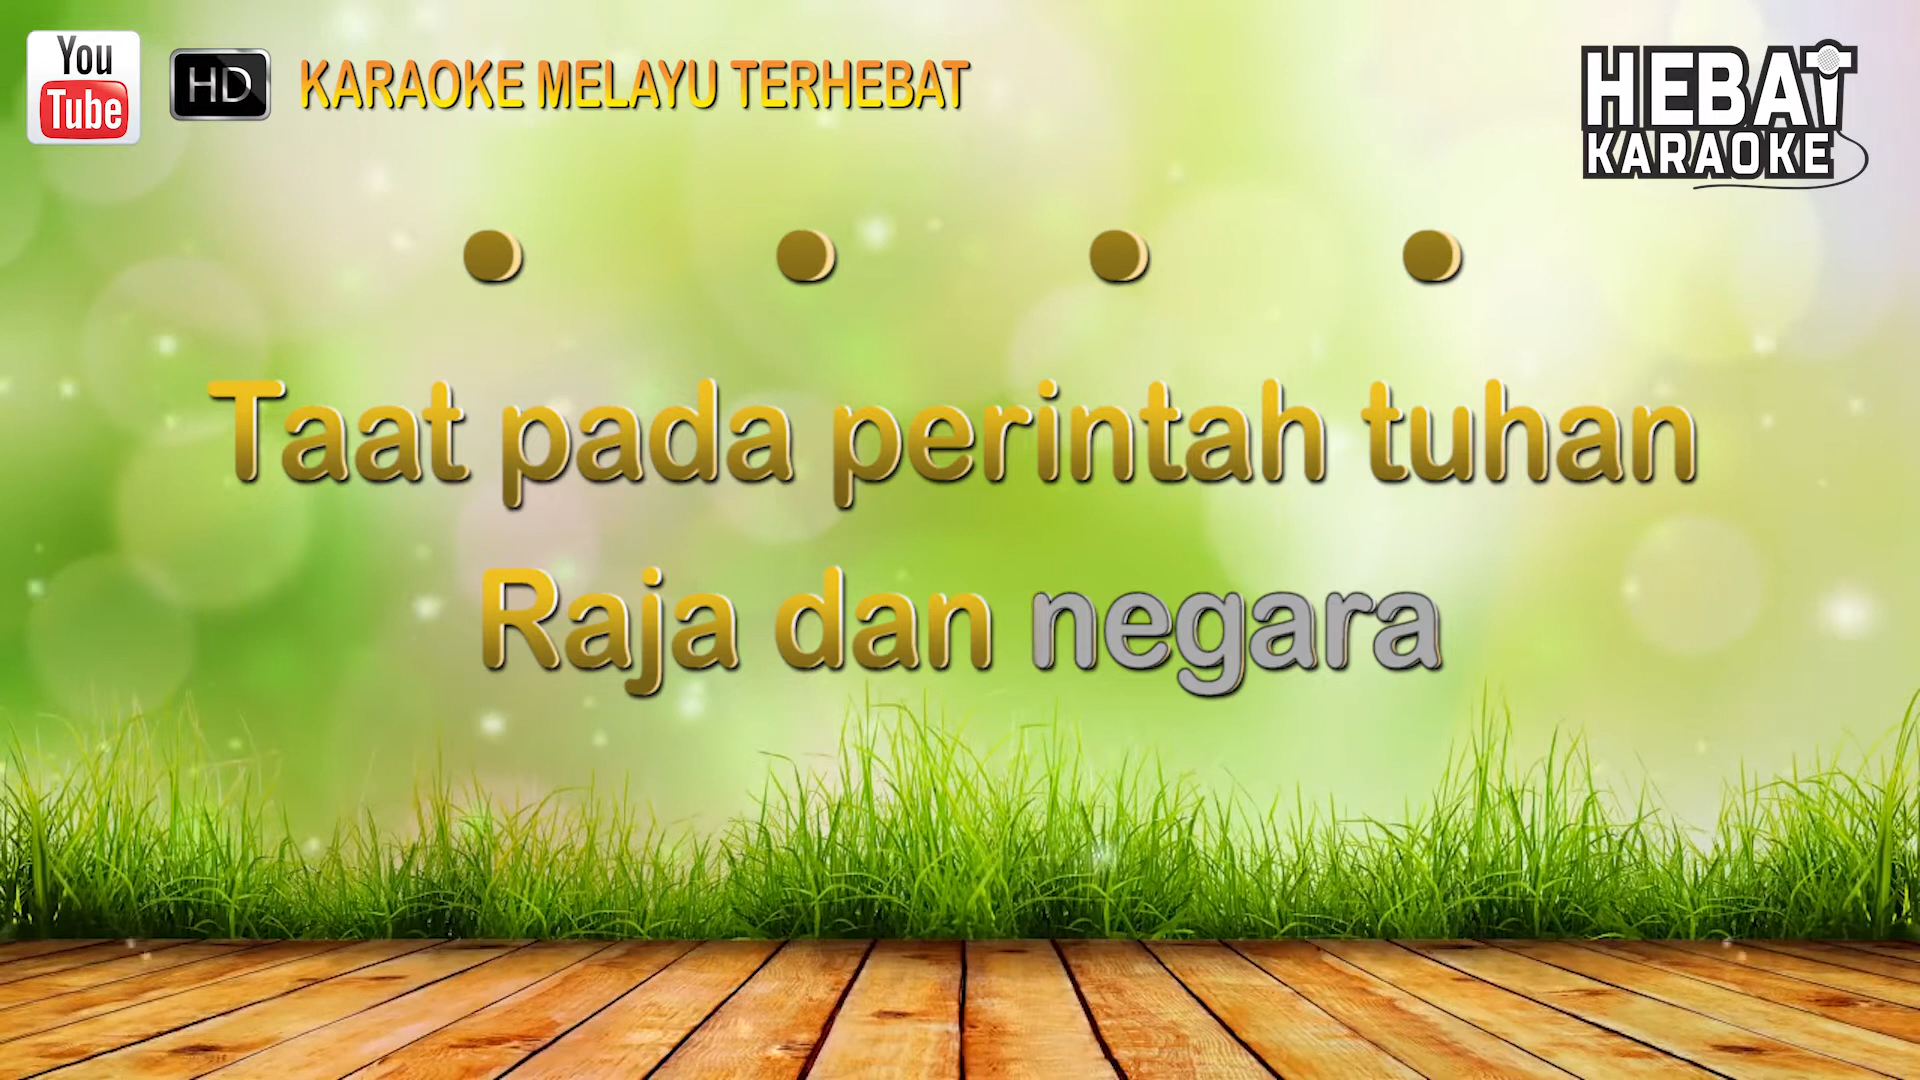 You
Tube
HD
KARAOKE MELAYU TERHEBAT
HEBAT
KARAOKE
Taat pada perintah tuhan
Raja dan negara